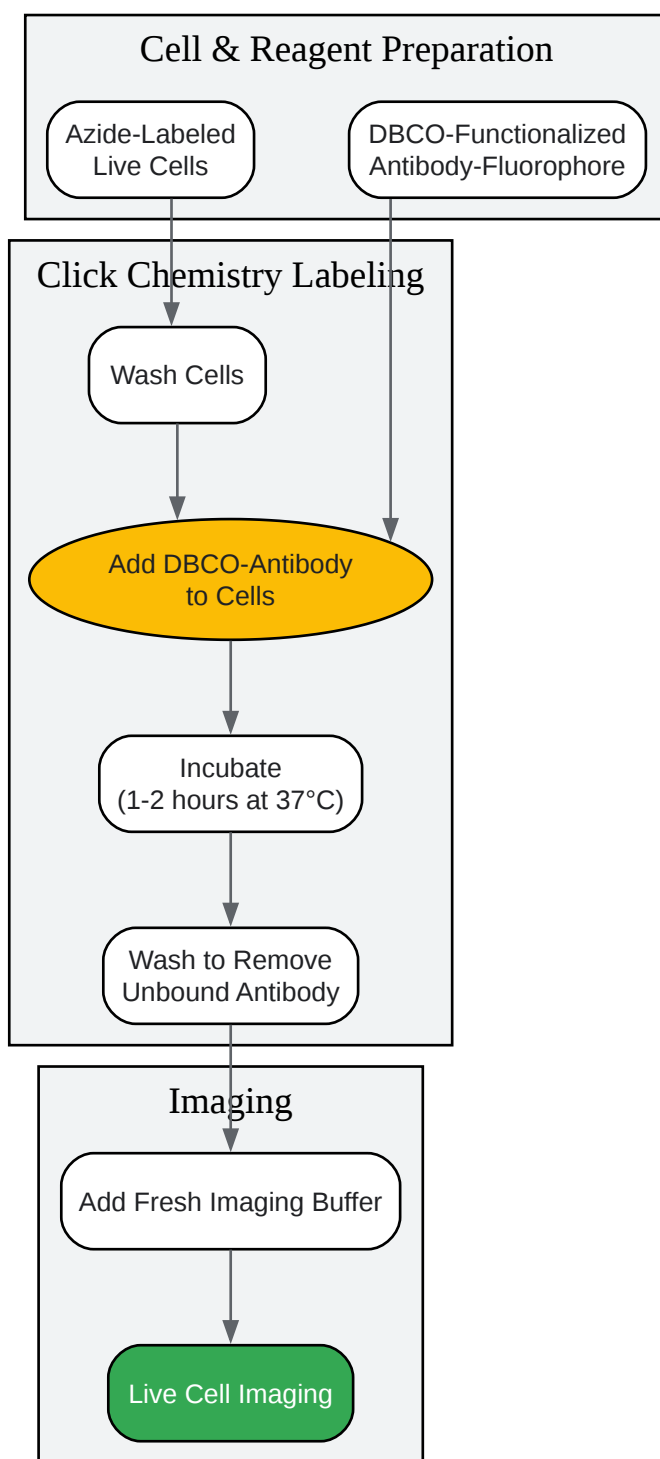 Cell & Reagent Preparation
Azide-Labeled
Live Cells
DBCO-Functionalized
Antibody-Fluorophore
Click Chemistry Labeling
Wash Cells
Add DBCO-Antibody
to Cells
Incubate
(1-2 hours at 37°C)
Wash to Remove
Unbound Antibody
Imaging
Add Fresh Imaging Buffer
Live Cell Imaging